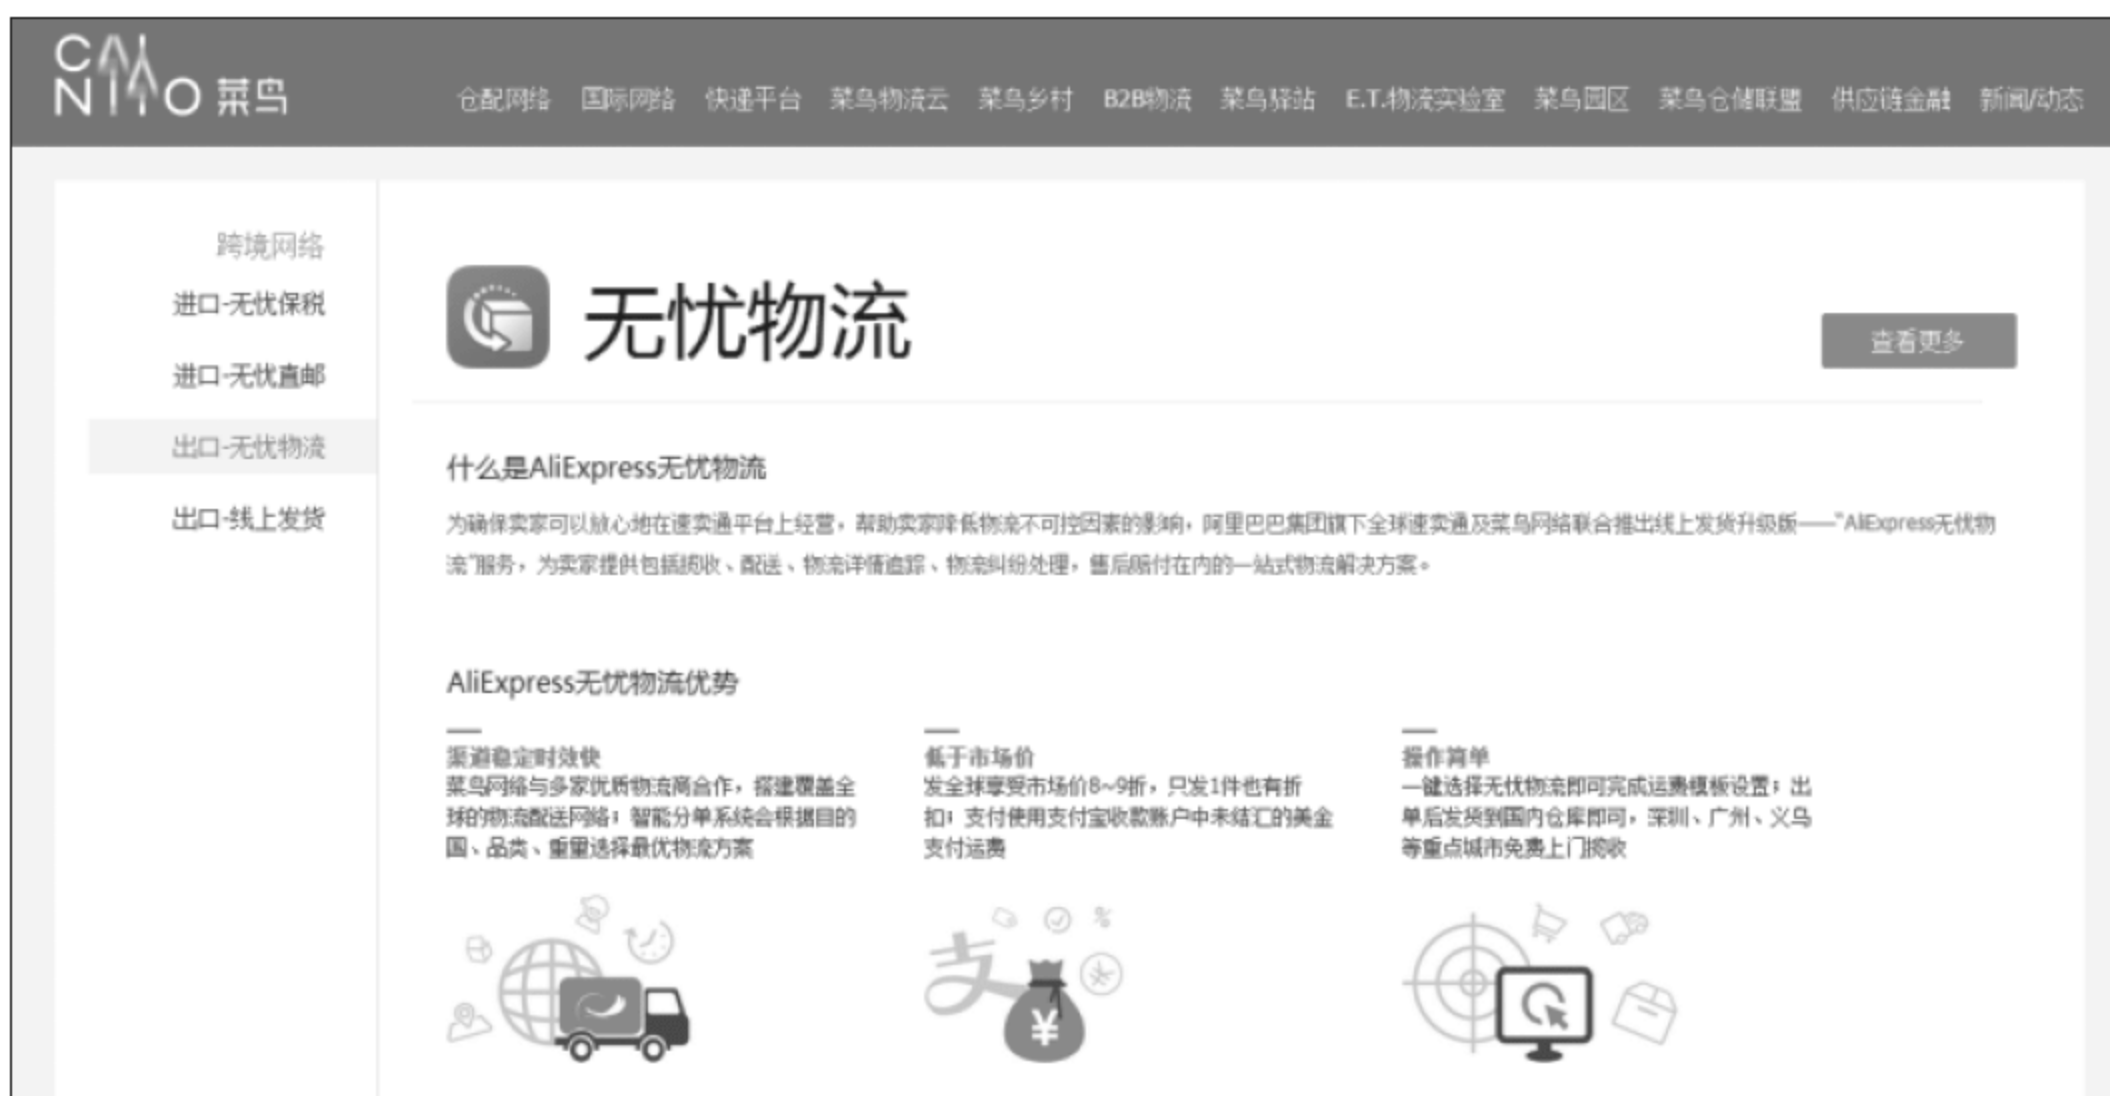 CAINIAO 菜鸟
仓配网络 国际网络 快递平台 菜鸟物流云 菜鸟乡村 B2B物流 菜鸟驿站 E.T.物流实验室 菜鸟园区 菜鸟仓储联盟 供应链金融 新闻/动态
跨境网络
进口-无忧保税
进口-无忧直邮
出口-无忧物流
出口-线上发货
无忧物流
查看更多
什么是AliExpress无忧物流
为确保卖家可以放心地在速卖通平台上经营，帮助卖家降低物流不可控因素的影响，阿里巴巴集团旗下全球速卖通及菜鸟网络联合推出线上发货升级版——"AliExpress无忧物
流"服务，为卖家提供包括揽收、配送、物流详情追踪、物流纠纷处理，售后赔付在内的一站式物流解决方案。
AliExpress无忧物流优势
渠道稳定时效快
菜鸟网络与多家优质物流商合作，搭建覆盖全
球的物流配送网络；智能分单系统会根据目的
国、品类、重量选择最优物流方案
低于市场价
发全球享受市场价8~9折，只发1件也有折
扣；支付使用支付宝收款账户中未结汇的美金
支付运费
操作简单
一键选择无忧物流即可完成运费模板设置；出
单后发货到国内仓库即可，深圳、广州、义乌
等重点城市免费上门揽收
支
¥